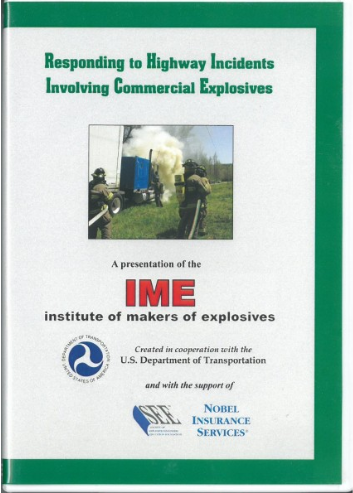 Responding to Highway Incidents
Involving Commercial Explosives
A presentation of the
IME
institute of makers of explosives
DEPARTMENT OF TRANSPORTATION
UNITED STATES OF AMERICA
Created in cooperation with the
U.S. Department of Transportation
and with the support of
NOBEL
INSURANCE
SERVICES